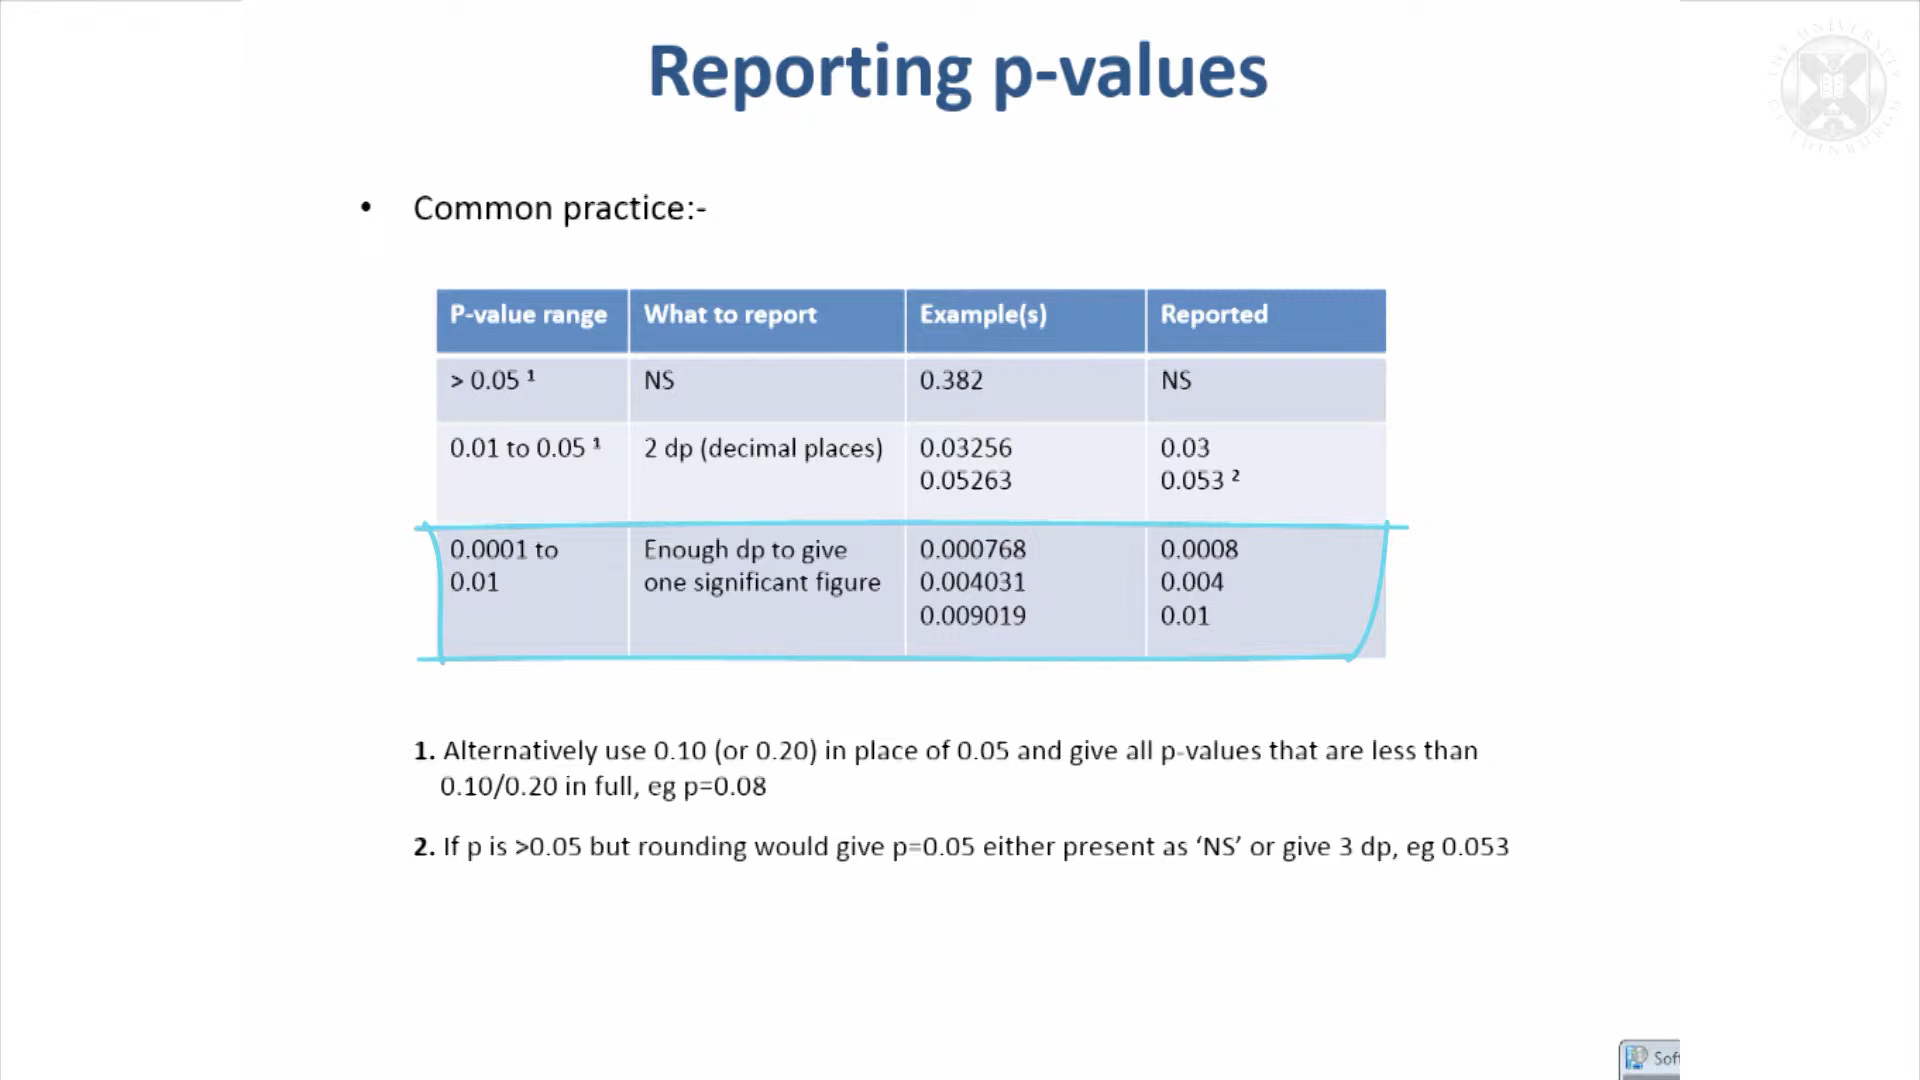 Reporting p-values
THE UNIVERSITY OF EDINBURGH
• Common practice:-
P-value range What to report Example(s) Reported
> 0.05 ¹ NS 0.382 NS
0.01 to 0.05 ¹ 2 dp (decimal places) 0.03256 0.03
0.05263 0.053 ²
0.0001 to Enough dp to give 0.000768 0.0008
0.01 one significant figure 0.004031 0.004
0.009019 0.01
1. Alternatively use 0.10 (or 0.20) in place of 0.05 and give all p-values that are less than
0.10/0.20 in full, eg p=0.08
2. If p is >0.05 but rounding would give p=0.05 either present as ‘NS’ or give 3 dp, eg 0.053